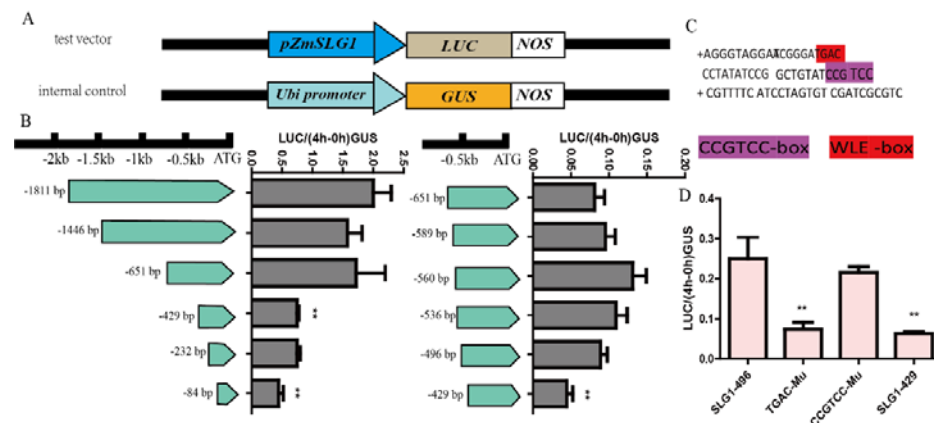 A
test vector
pZmSLG1
LUC
NOS
internal control
Ubi promoter
GUS
NOS
B
-2kb -1.5kb -1kb -0.5kb ATG
LUC/(4h-0h)GUS
0.0 0.5 1.0 1.5 2.0 2.5
-1811 bp
-1446 bp
-651 bp
-429 bp
**
-232 bp
-84 bp
**
-0.5kb ATG
LUC/(4h-0h)GUS
0.00 0.05 0.10 0.15 0.20
-651 bp
-589 bp
-560 bp
-536 bp
-496 bp
-429 bp
**
C
+AGGGTAGGAA TCGGGATGAC
CCTATATCCG GCTGTATCCG TCC
+ CGTTTTC ATCCTAGTGT CGATCGCGTC
CCGTCC-box
WLE -box
D
LUC/(4h-0h)GUS
0.4
0.3
0.2
0.1
0.0
** **
SLG1-496 TGAC-Mu CCGTCC-Mu SLG1-429